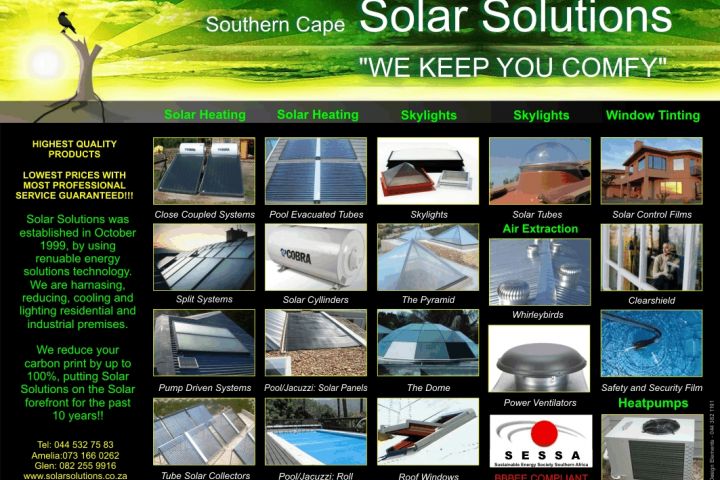 Southern Cape Solar Solutions
"WE KEEP YOU COMFY"
Solar Heating
Solar Heating
Skylights
Skylights
Window Tinting
HIGHEST QUALITY
PRODUCTS
LOWEST PRICES WITH
MOST PROFESSIONAL
SERVICE GUARANTEED!!!
Solar Solutions was
established in October
1999, by using
renuable energy
solutions technology.
We are harnasing,
reducing, cooling and
lighting residential and
industrial premises.
We reduce your
carbon print by up to
100%, putting Solar
Solutions on the Solar
forefront for the past
10 years!!
Tel: 044 532 75 83
Amelia:073 166 0262
Glen: 082 255 9916
www.solarsolutions.co.za
Close Coupled Systems
Pool Evacuated Tubes
Skylights
Solar Tubes
Solar Control Films
Air Extraction
COBRA
Split Systems
Solar Cyllinders
The Pyramid
Whirleybirds
Clearshield
Pump Driven Systems
Pool/Jacuzzi: Solar Panels
The Dome
Power Ventilators
Safety and Security Film
Heatpumps
SESSA
Sustainable Energy Society Southern Africa
Tube Solar Collectors
Pool/Jacuzzi: Roll
Roof Windows
BBBEE COMPLIANT
Design Elements - 044 382 1161